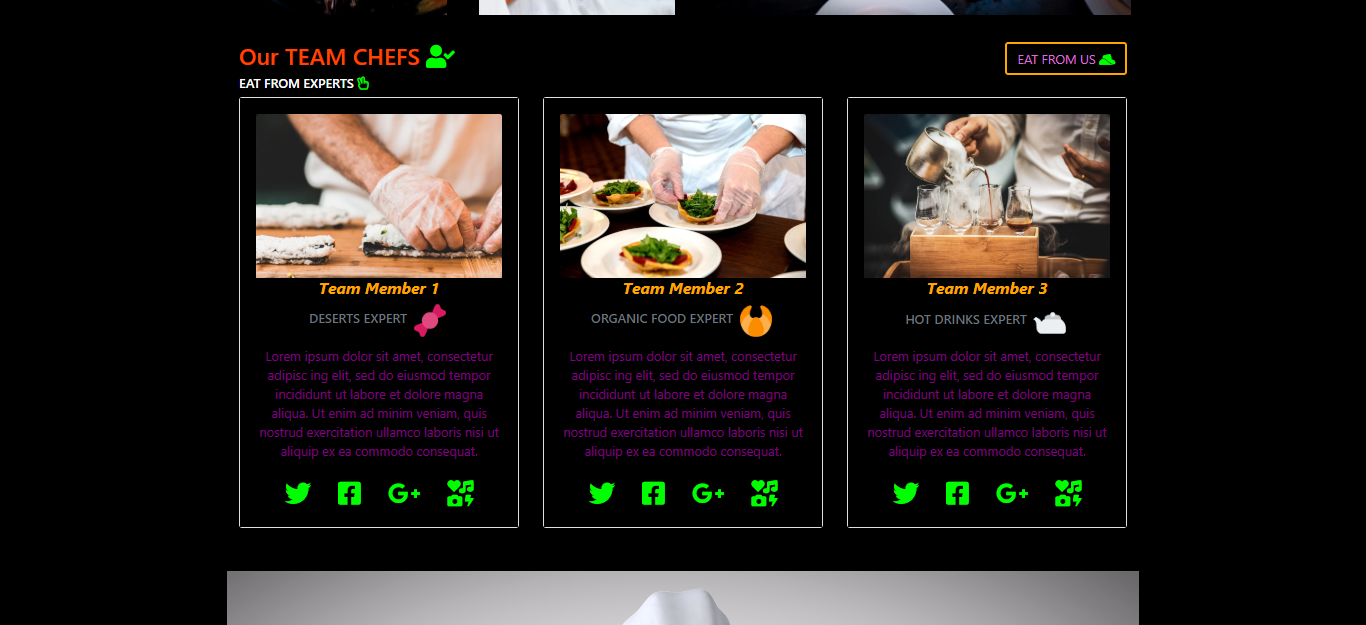 Our TEAM CHEFS
EAT FROM US
EAT FROM EXPERTS
Team Member 1
DESERTS EXPERT
Lorem ipsum dolor sit amet, consectetur
adipisc ing elit, sed do eiusmod tempor
incididunt ut labore et dolore magna
aliqua. Ut enim ad minim veniam, quis
nostrud exercitation ullamco laboris nisi ut
aliquip ex ea commodo consequat.
G+
Team Member 2
ORGANIC FOOD EXPERT
Lorem ipsum dolor sit amet, consectetur
adipisc ing elit, sed do eiusmod tempor
incididunt ut labore et dolore magna
aliqua. Ut enim ad minim veniam, quis
nostrud exercitation ullamco laboris nisi ut
aliquip ex ea commodo consequat.
G+
Team Member 3
HOT DRINKS EXPERT
Lorem ipsum dolor sit amet, consectetur
adipisc ing elit, sed do eiusmod tempor
incididunt ut labore et dolore magna
aliqua. Ut enim ad minim veniam, quis
nostrud exercitation ullamco laboris nisi ut
aliquip ex ea commodo consequat.
G+